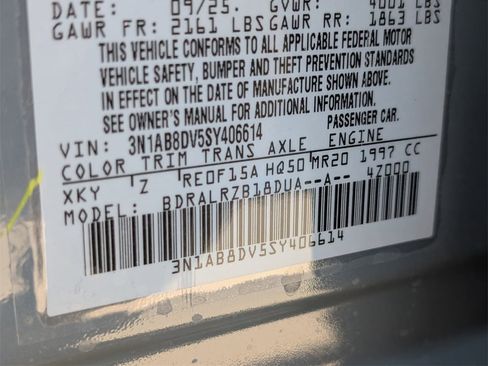 09/25. GVWR: 4001 LBS
GAWR FR: 2161 LBS GAWR RR: 1863 LBS
THIS VEHICLE CONFORMS TO ALL APPLICABLE FEDERAL MOTOR
VEHICLE SAFETY, BUMPER AND THEFT PREVENTION STANDARDS
IN EFFECT ON THE DATE OF MANUFACTURE SHOWN ABOVE.
SEE OWNER'S MANUAL FOR ADDITIONAL INFORMATION.
VIN: 3N1AB8DV5SY406614 PASSENGER CAR.
COLOR TRIM TRANS AXLE ENGINE
XKY Z RE0F15A HQ50 MR20 1997 CC
MODEL: BDRALRZB18DUA--A-- 4Z000
3N1AB8DV5SY406614